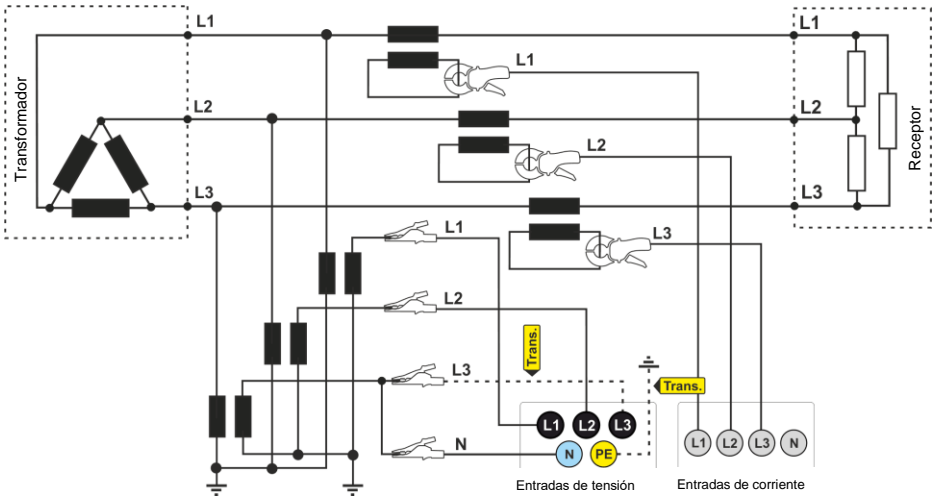 L1
L1
Transformador
L1
L2
L2
L2
Receptor
L3
L3
L1
L3
L2
Trans.
L3
Trans.
N
L1
L2
L3
N
PE
L1
L2
L3
N
Entradas de tensión
Entradas de corriente